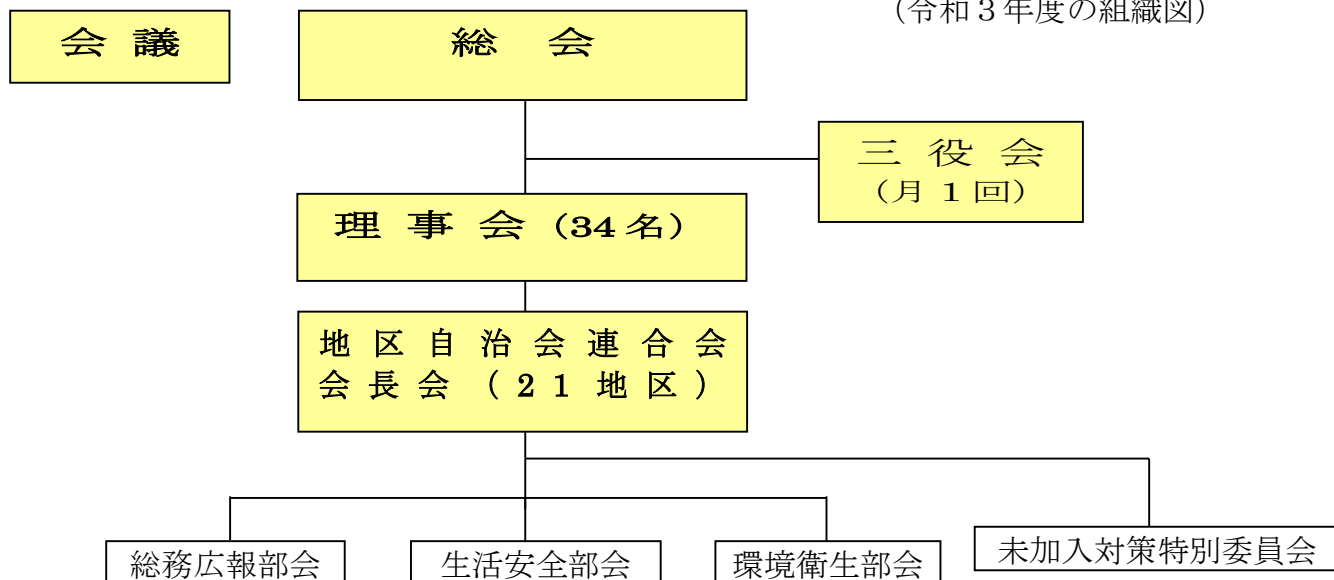 （令和３年度の組織図）
会 議
総 会
三 役 会
（月 1 回）
理 事 会（34 名）
地 区 自 治 会 連 合 会
会 長 会 （ 2 1 地 区 ）
総務広報部会
生活安全部会
環境衛生部会
未加入対策特別委員会